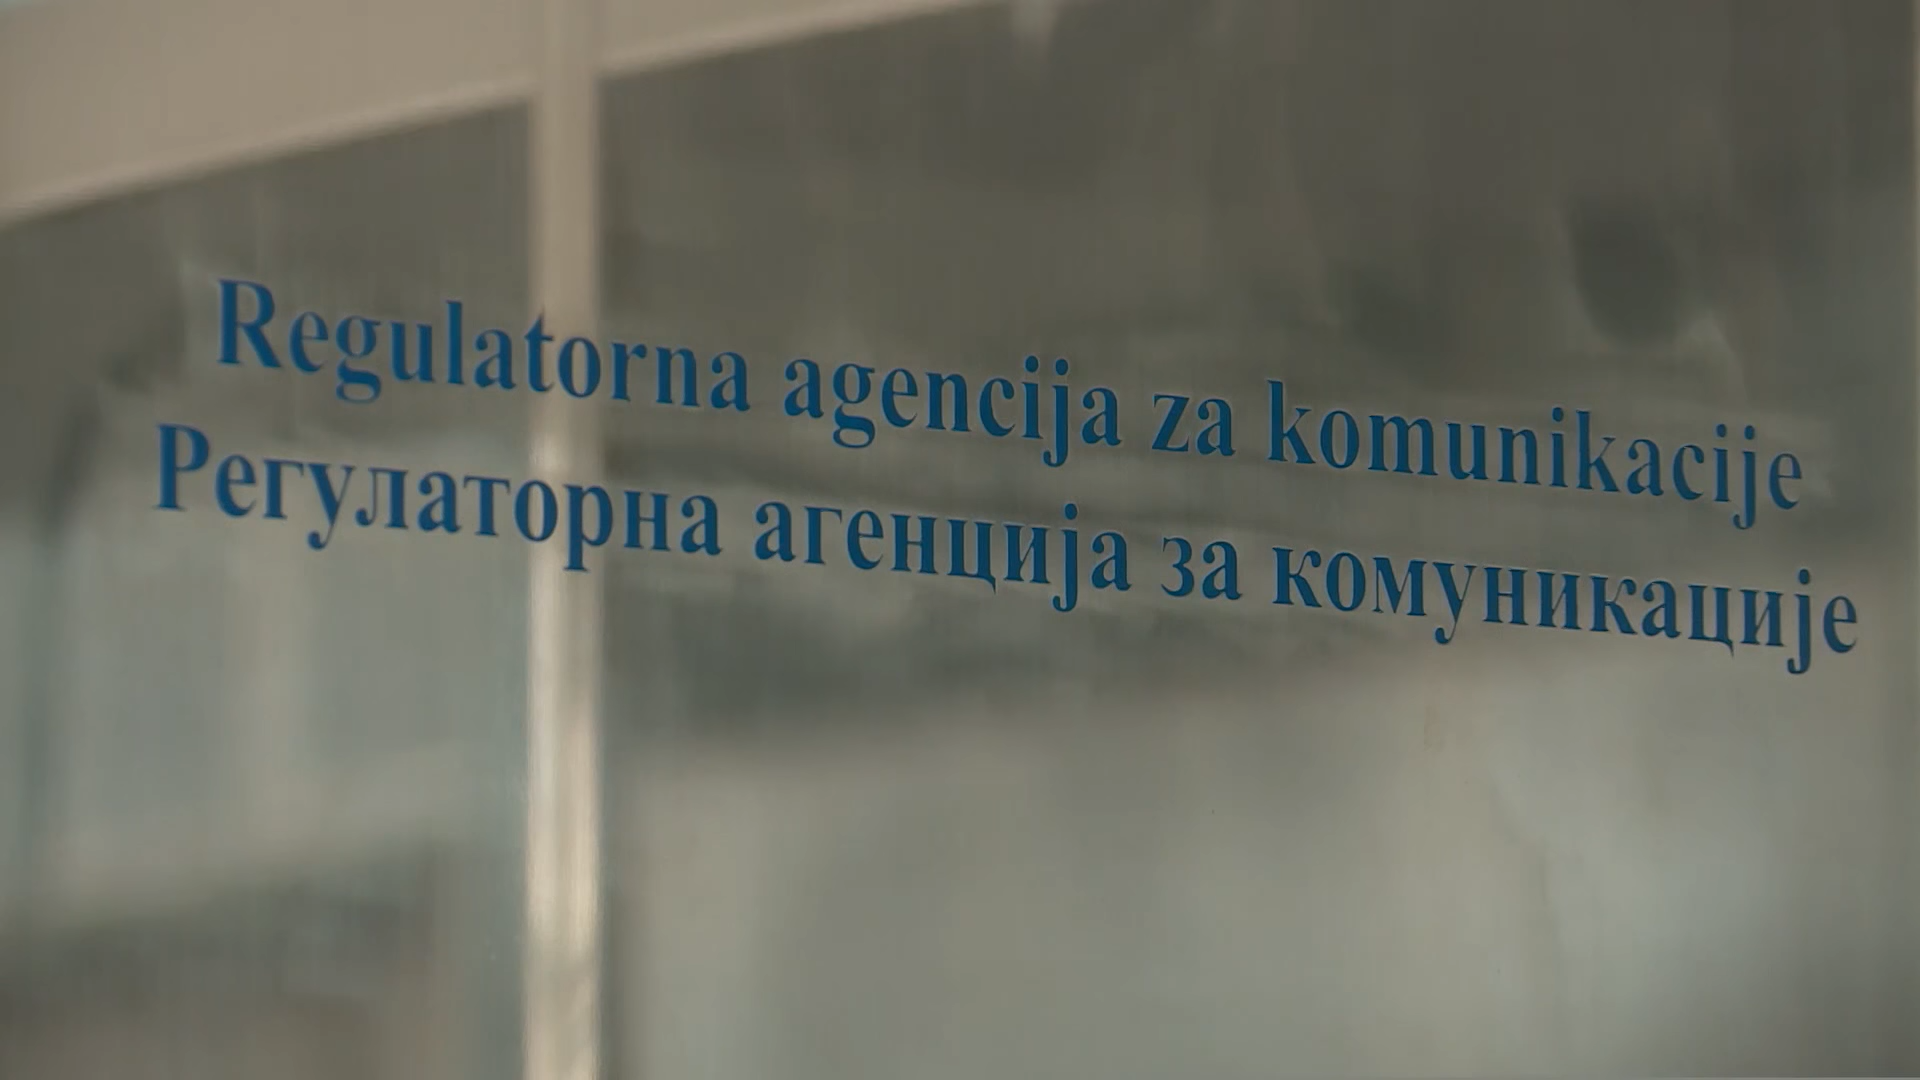 Regulatorna agencija za komunikacije
Регулаторна агенција за комуникације